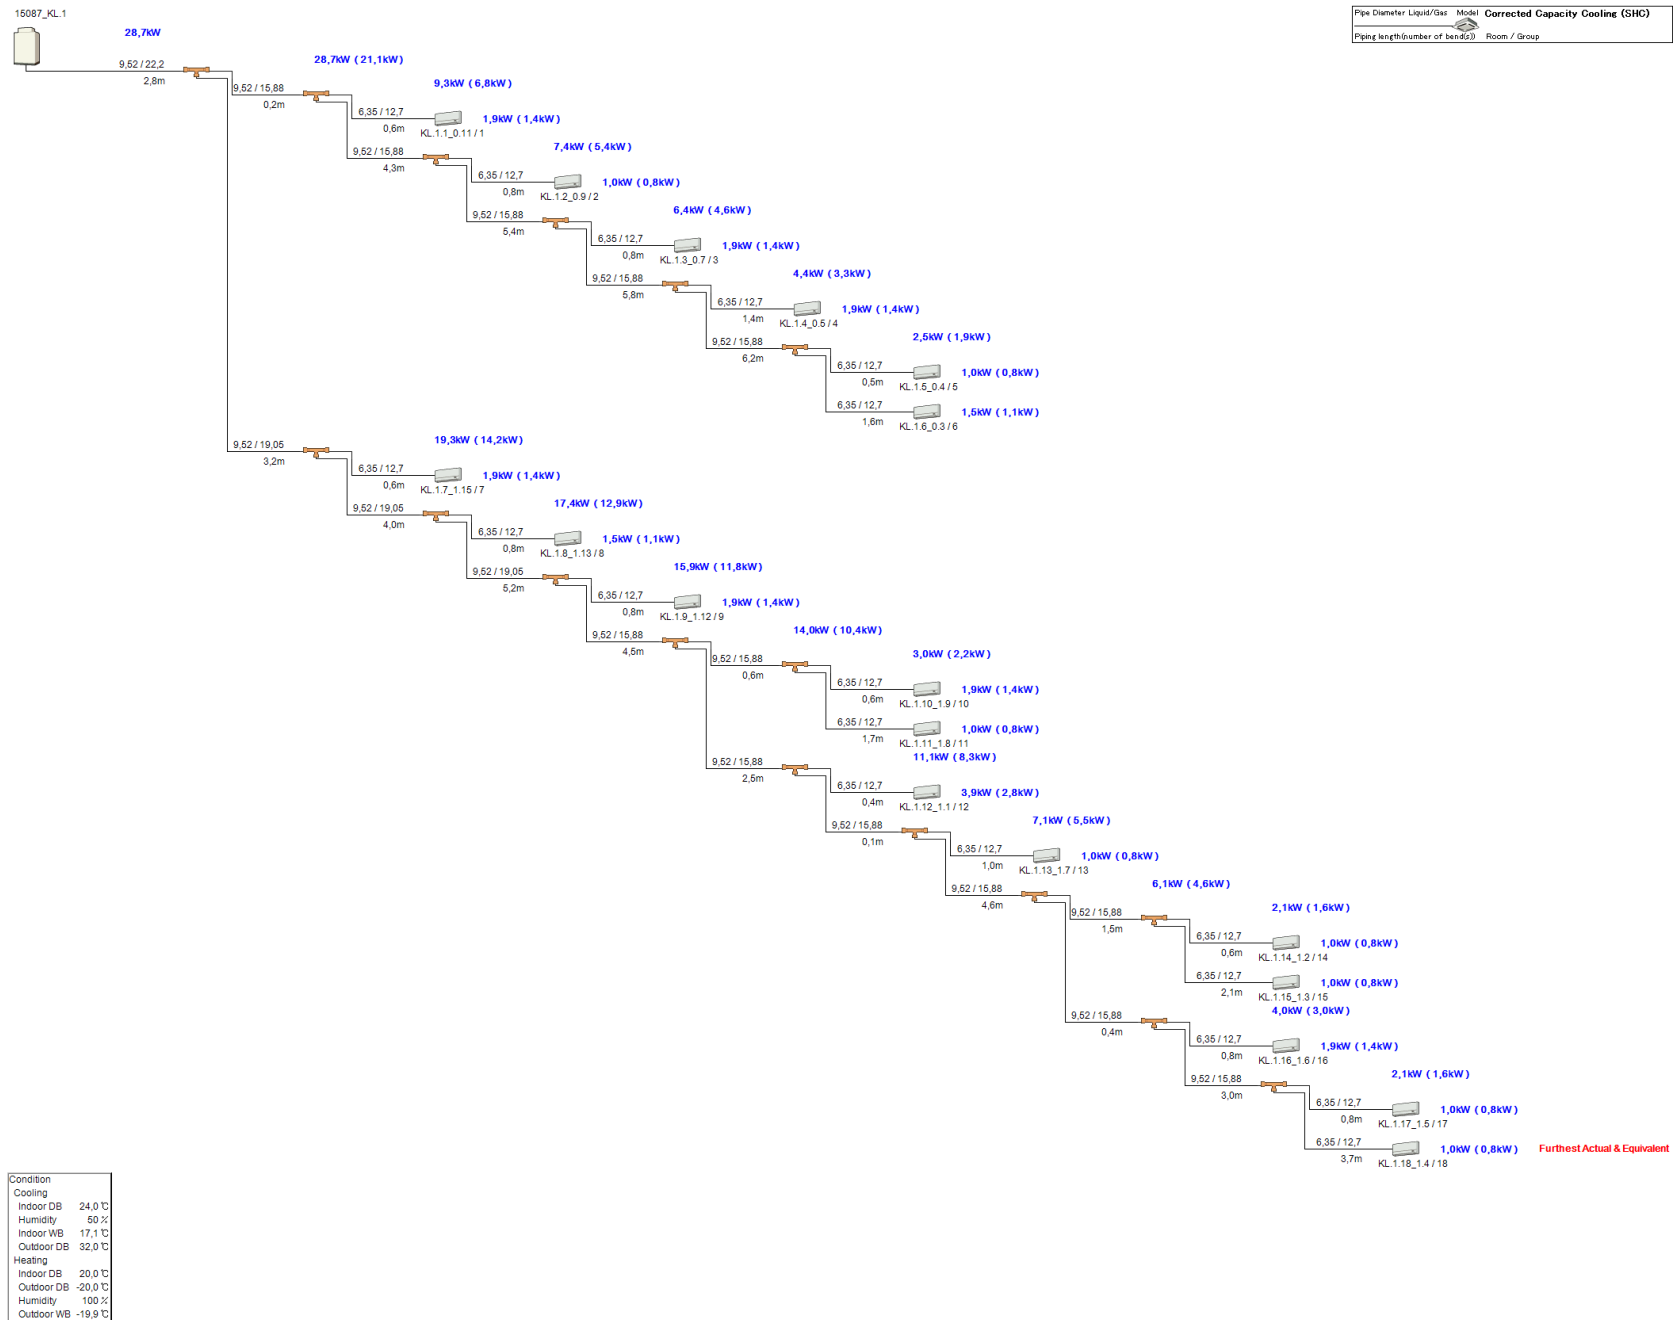 15087_KL.1
Pipe Diameter Liquid/Gas Model Corrected Capacity Cooling (SHC)
Piping length(number of bend(s)) Room / Group
28,7kW
9,52 / 22,2
2,8m
28,7kW (21,1kW)
9,52 / 15,88
0,2m
9,3kW (6,8kW)
6,35 / 12,7
0,6m
KL.1.1_0.11 / 1
1,9kW (1,4kW)
9,52 / 15,88
4,3m
7,4kW (5,4kW)
6,35 / 12,7
0,8m
KL.1.2_0.9 / 2
1,0kW (0,8kW)
9,52 / 15,88
5,4m
6,4kW (4,6kW)
6,35 / 12,7
0,8m
KL.1.3_0.7 / 3
1,9kW (1,4kW)
9,52 / 15,88
5,8m
4,4kW (3,3kW)
6,35 / 12,7
1,4m
KL.1.4_0.5 / 4
1,9kW (1,4kW)
9,52 / 15,88
6,2m
2,5kW (1,9kW)
6,35 / 12,7
0,5m
KL.1.5_0.4 / 5
1,0kW (0,8kW)
6,35 / 12,7
1,6m
KL.1.6_0.3 / 6
1,5kW (1,1kW)
9,52 / 19,05
3,2m
19,3kW (14,2kW)
6,35 / 12,7
0,6m
KL.1.7_1.15 / 7
1,9kW (1,4kW)
9,52 / 19,05
4,0m
17,4kW (12,9kW)
6,35 / 12,7
0,8m
KL.1.8_1.13 / 8
1,5kW (1,1kW)
9,52 / 19,05
5,2m
15,9kW (11,8kW)
6,35 / 12,7
0,8m
KL.1.9_1.12 / 9
1,9kW (1,4kW)
9,52 / 15,88
4,5m
14,0kW (10,4kW)
9,52 / 15,88
0,6m
3,0kW (2,2kW)
6,35 / 12,7
0,6m
KL.1.10_1.9 / 10
1,9kW (1,4kW)
6,35 / 12,7
1,7m
KL.1.11_1.8 / 11
1,0kW (0,8kW)
9,52 / 15,88
2,5m
11,1kW (8,3kW)
6,35 / 12,7
0,4m
KL.1.12_1.1 / 12
3,9kW (2,8kW)
9,52 / 15,88
0,1m
7,1kW (5,5kW)
6,35 / 12,7
1,0m
KL.1.13_1.7 / 13
1,0kW (0,8kW)
9,52 / 15,88
4,6m
6,1kW (4,6kW)
9,52 / 15,88
1,5m
2,1kW (1,6kW)
6,35 / 12,7
0,6m
KL.1.14_1.2 / 14
1,0kW (0,8kW)
6,35 / 12,7
2,1m
KL.1.15_1.3 / 15
1,0kW (0,8kW)
9,52 / 15,88
0,4m
4,0kW (3,0kW)
6,35 / 12,7
0,8m
KL.1.16_1.6 / 16
1,9kW (1,4kW)
9,52 / 15,88
3,0m
2,1kW (1,6kW)
6,35 / 12,7
0,8m
KL.1.17_1.5 / 17
1,0kW (0,8kW)
6,35 / 12,7
3,7m
KL.1.18_1.4 / 18
1,0kW (0,8kW)
Furthest Actual & Equivalent
Condition
Cooling
Indoor DB 24,0 ℃
Humidity 50 %
Indoor WB 17,1 ℃
Outdoor DB 32,0 ℃
Heating
Indoor DB 20,0 ℃
Outdoor DB -20,0 ℃
Humidity 100 %
Outdoor WB -19,9 ℃